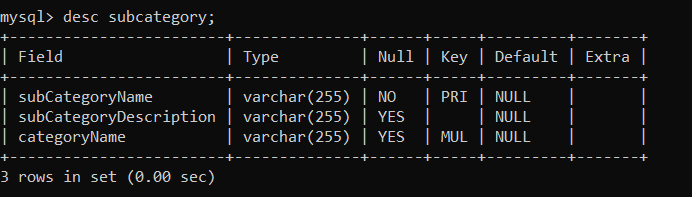 mysql> desc subcategory;
+------------------------+--------------+------+-----+---------+-------+
| Field                  | Type         | Null | Key | Default | Extra |
+------------------------+--------------+------+-----+---------+-------+
| subCategoryName        | varchar(255) | NO   | PRI | NULL    |       |
| subCategoryDescription | varchar(255) | YES  |     | NULL    |       |
| categoryName           | varchar(255) | YES  | MUL | NULL    |       |
+------------------------+--------------+------+-----+---------+-------+
3 rows in set (0.00 sec)